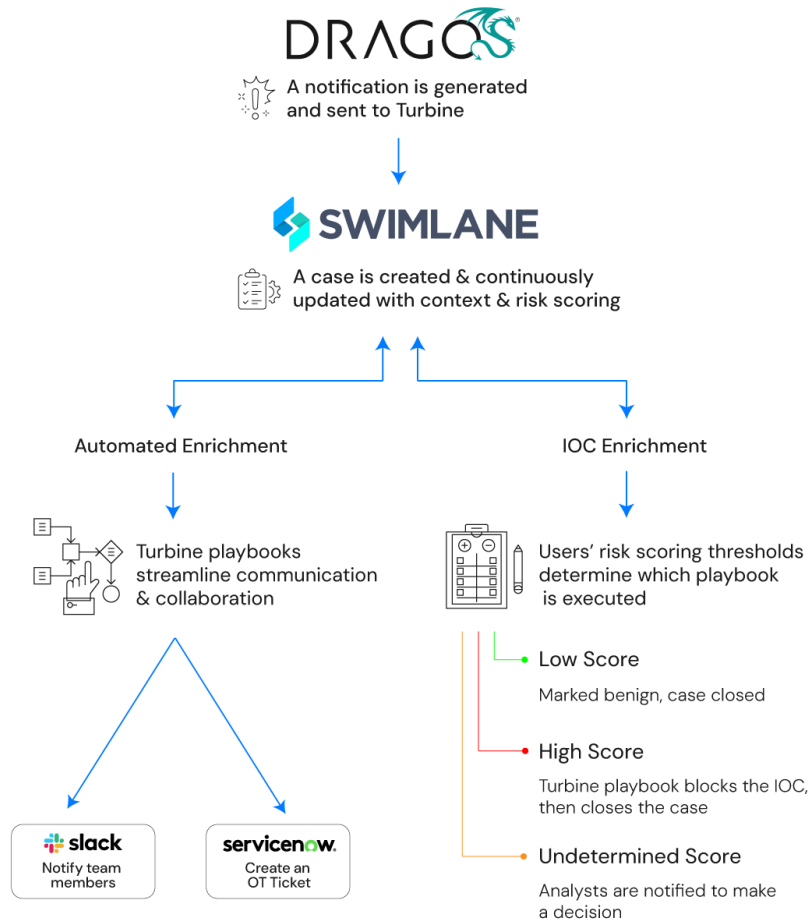 DRAGOS
A notification is generated
and sent to Turbine
SWIMLANE
A case is created & continuously
updated with context & risk scoring
Automated Enrichment
Turbine playbooks
streamline communication
& collaboration
slack
Notify team
members
servicenow.
Create an
OT Ticket
IOC Enrichment
Users' risk scoring thresholds
determine which playbook
is executed
Low Score
Marked benign, case closed
High Score
Turbine playbook blocks the IOC,
then closes the case
Undetermined Score
Analysts are notified to make
a decision